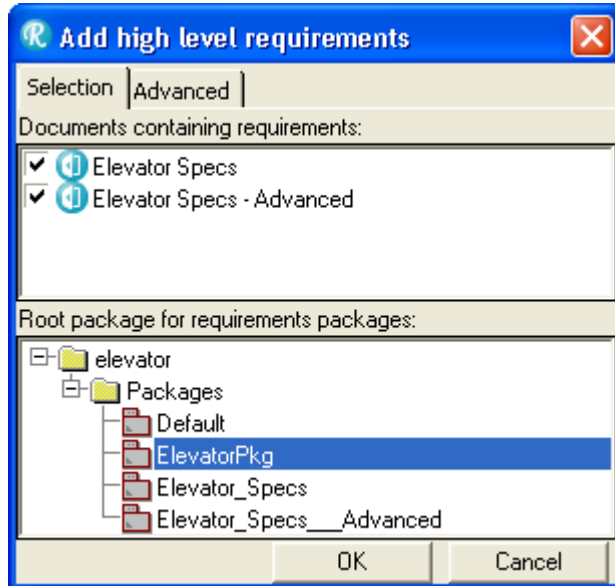 Add high level requirements
Selection Advanced
Documents containing requirements:
Elevator Specs
Elevator Specs - Advanced
Root package for requirements packages:
elevator
Packages
Default
ElevatorPkg
Elevator_Specs
Elevator_Specs___Advanced
OK Cancel